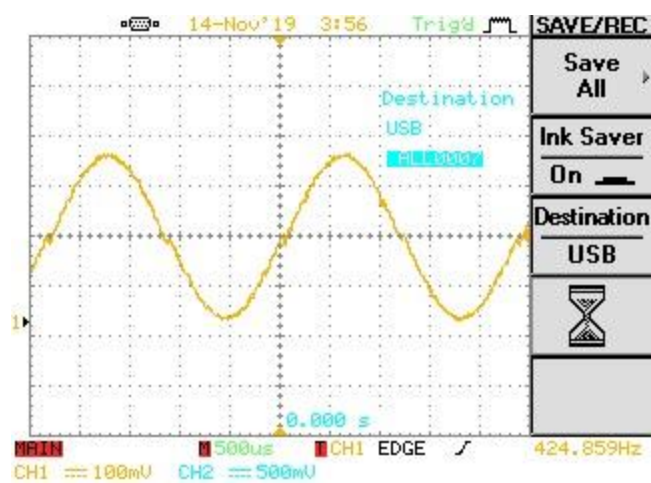 14-Nov'19 3:56 Trig'd SAVE/REC
Save
All
Destination
USB
ALL0007
Ink Saver
On
Destination
USB
1
0.000 s
MAIN M 500us T CH1 EDGE 424.859Hz
CH1 100mV CH2 500mV